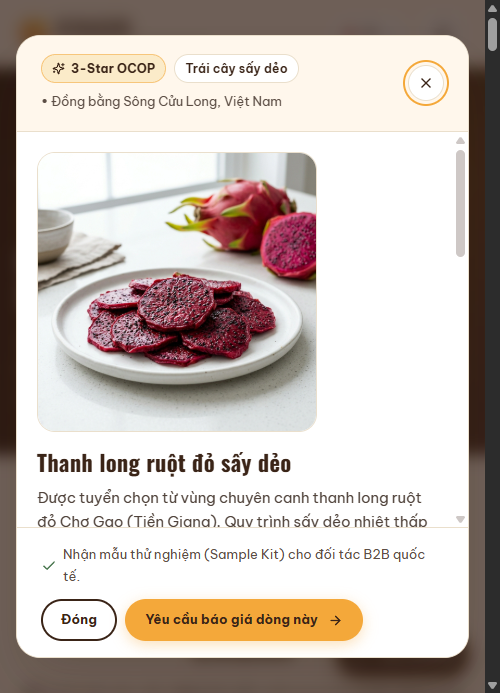 3-Star OCOP
Trái cây sấy dẻo
• Đồng bằng Sông Cửu Long, Việt Nam
Thanh long ruột đỏ sấy dẻo
Được tuyển chọn từ vùng chuyên canh thanh long ruột
đỏ Chợ Gạo (Tiền Giang). Quy trình sấy dẻo nhiệt thấp
Nhận mẫu thử nghiệm (Sample Kit) cho đối tác B2B quốc
tế.
Đóng
Yêu cầu báo giá dòng này